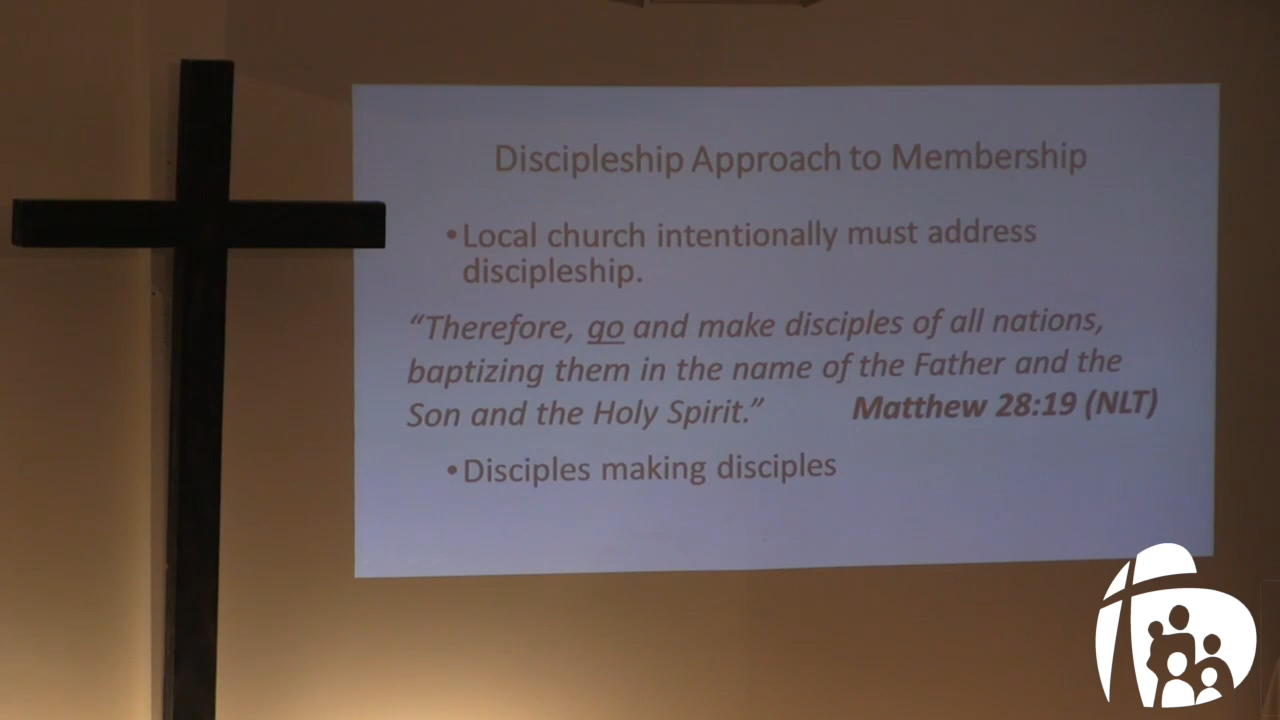 Discipleship Approach to Membership
•Local church intentionally must address
discipleship.
“Therefore, go and make disciples of all nations,
baptizing them in the name of the Father and the
Son and the Holy Spirit.” Matthew 28:19 (NLT)
•Disciples making disciples